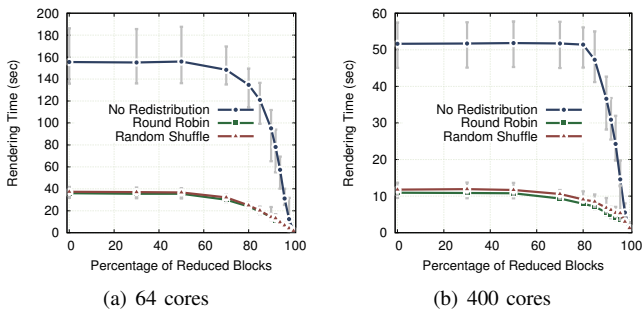 200
180
160
140
120
100
80
60
40
20
0
Rendering Time (sec)
No Redistribution
Round Robin
Random Shuffle
0 20 40 60 80 100
Percentage of Reduced Blocks
(a) 64 cores
60
50
40
30
20
10
0
Rendering Time (sec)
No Redistribution
Round Robin
Random Shuffle
0 20 40 60 80 100
Percentage of Reduced Blocks
(b) 400 cores